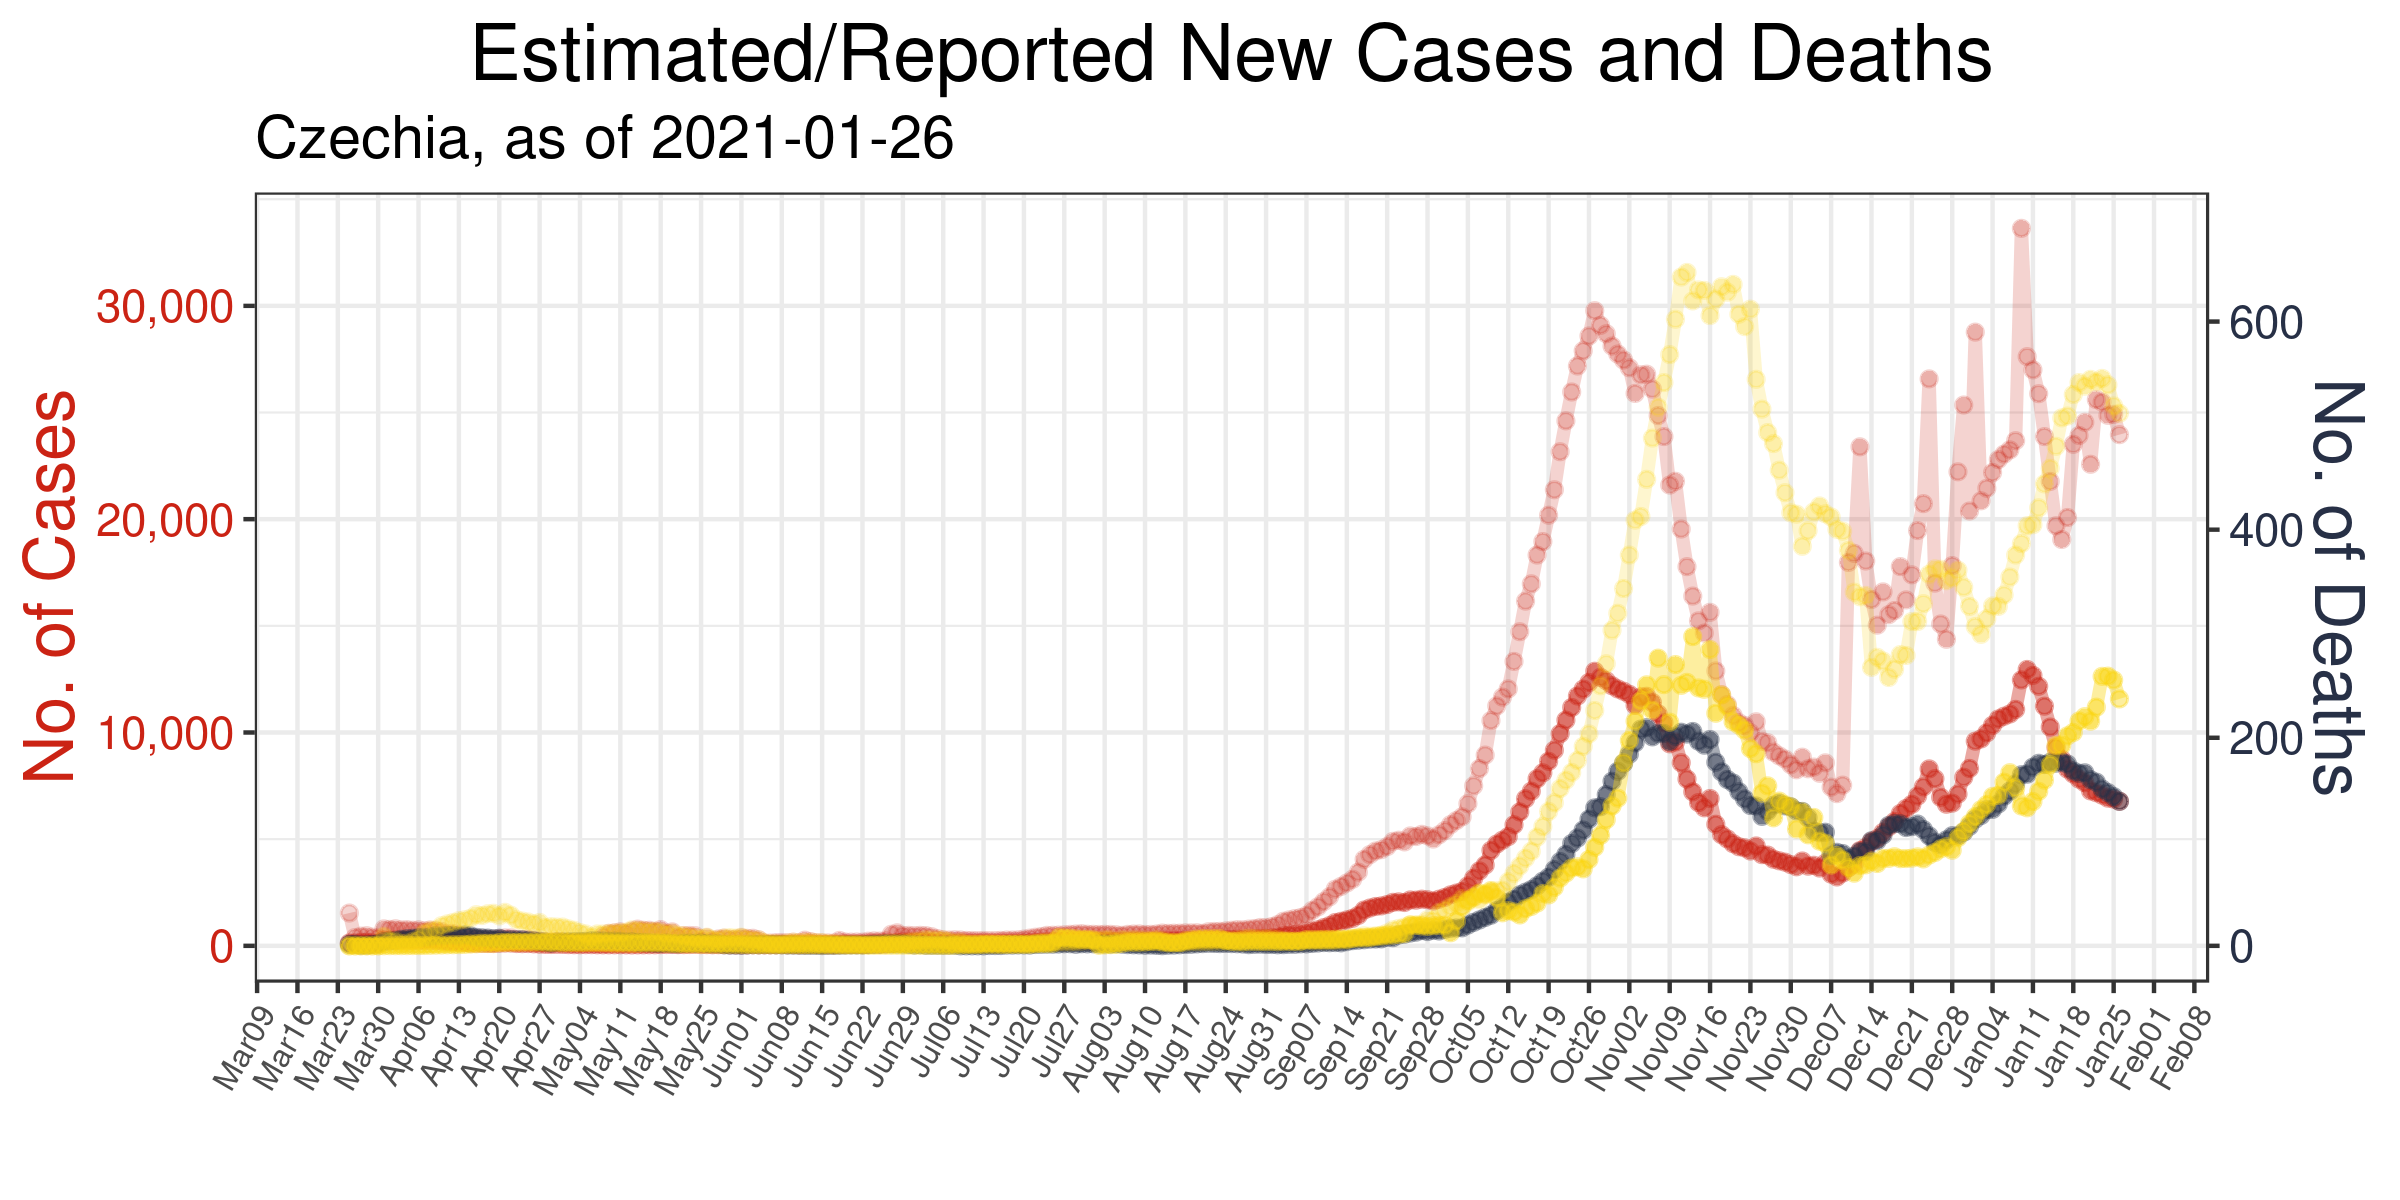 Estimated/Reported New Cases and Deaths
Czechia, as of 2021-01-26
No. of Cases
30,000
20,000
10,000
0
600
400
200
0
No. of Deaths
Mar09
Mar16
Mar23
Mar30
Apr06
Apr13
Apr20
Apr27
May04
May11
May18
May25
Jun01
Jun08
Jun15
Jun22
Jun29
Jul06
Jul13
Jul20
Jul27
Aug03
Aug10
Aug17
Aug24
Aug31
Sep07
Sep14
Sep21
Sep28
Oct05
Oct12
Oct19
Oct26
Nov02
Nov09
Nov16
Nov23
Nov30
Dec07
Dec14
Dec21
Dec28
Jan04
Jan11
Jan18
Jan25
Feb01
Feb08